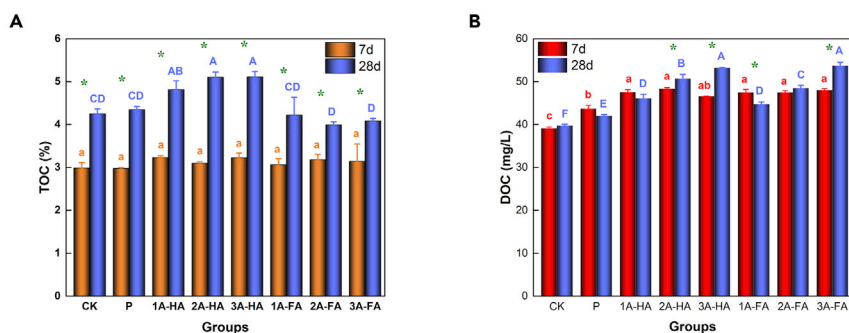 A
TOC (%)
6
5
4
3
2
1
0
7d
28d
* * * * * * * *
CD CD AB A A CD D D
a a a a a a a a
CK P 1A-HA 2A-HA 3A-HA 1A-FA 2A-FA 3A-FA
Groups
B
DOC (mg/L)
60
50
40
30
20
10
0
7d
28d
* * * *
c F b E a D a B ab A a D a C a A
CK P 1A-HA 2A-HA 3A-HA 1A-FA 2A-FA 3A-FA
Groups